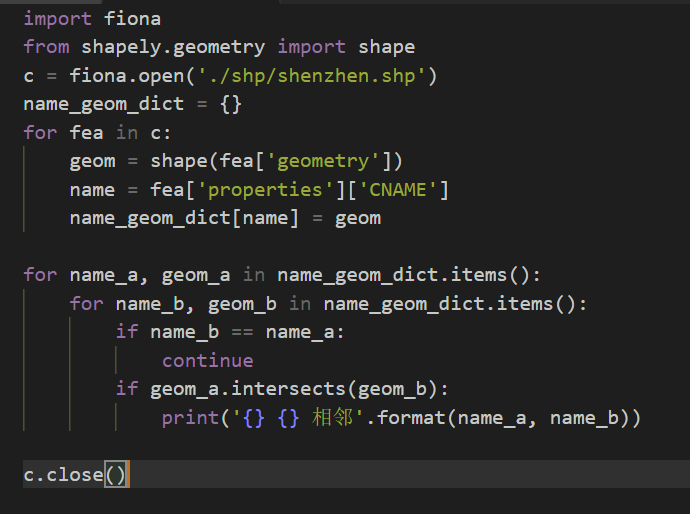 import fiona
from shapely.geometry import shape
c = fiona.open('./shp/shenzhen.shp')
name_geom_dict = {}
for fea in c:
    geom = shape(fea['geometry'])
    name = fea['properties']['CNAME']
    name_geom_dict[name] = geom

for name_a, geom_a in name_geom_dict.items():
    for name_b, geom_b in name_geom_dict.items():
        if name_b == name_a:
            continue
        if geom_a.intersects(geom_b):
            print('{} {} 相邻'.format(name_a, name_b))

c.close()